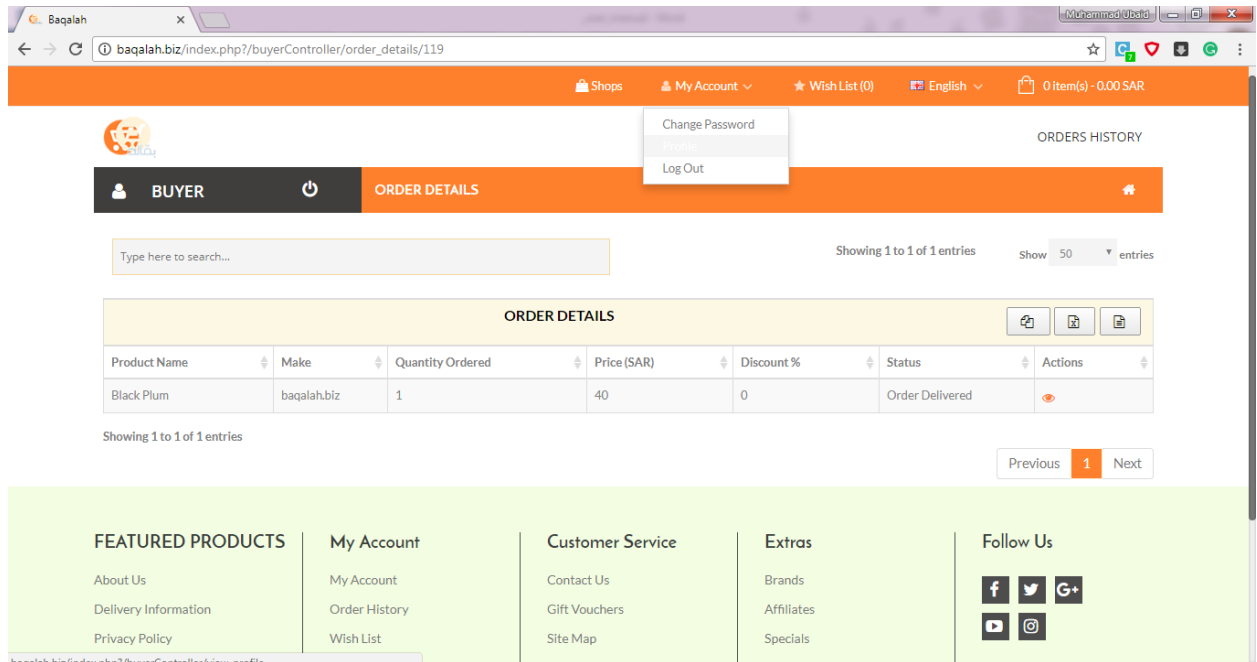 Baqalah
Muhammad Ubaid
baqalah.biz/index.php?/buyerController/order_details/119
7
Shops
My Account
Wish List (0)
English
0 item(s) - 0.00 SAR
Change Password
Profile
Log Out
بقالة
ORDERS HISTORY
BUYER
ORDER DETAILS
Type here to search...
Showing 1 to 1 of 1 entries
Show 50 entries
ORDER DETAILS
Product Name Make Quantity Ordered Price (SAR) Discount % Status Actions
Black Plum baqalah.biz 1 40 0 Order Delivered
Showing 1 to 1 of 1 entries
Previous 1 Next
FEATURED PRODUCTS My Account Customer Service Extras Follow Us
About Us My Account Contact Us Brands
Delivery Information Order History Gift Vouchers Affiliates
Privacy Policy Wish List Site Map Specials
G+